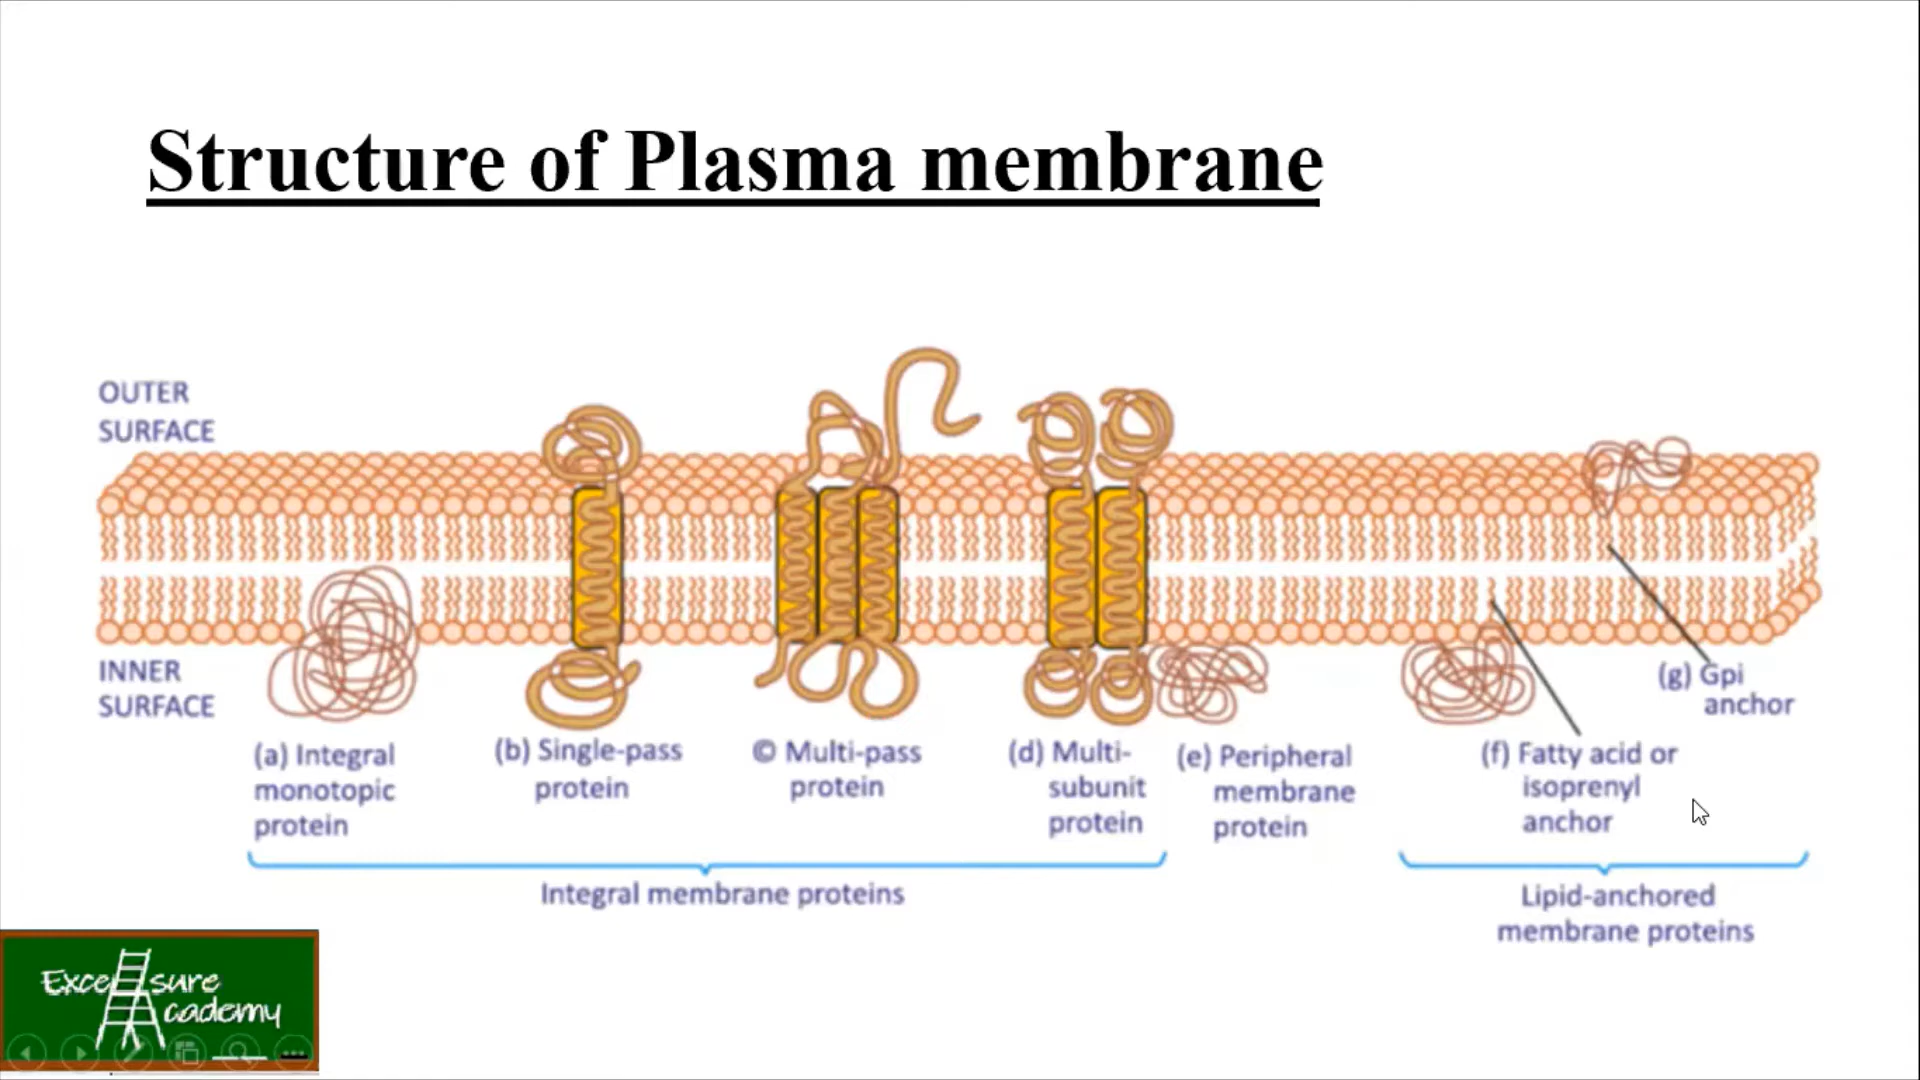 Structure of Plasma membrane
OUTER
SURFACE
INNER
SURFACE
(a) Integral
monotopic
protein
(b) Single-pass
protein
© Multi-pass
protein
(d) Multi-
subunit
protein
(e) Peripheral
membrane
protein
(f) Fatty acid or
isoprenyl
anchor
(g) Gpi
anchor
Integral membrane proteins
Lipid-anchored
membrane proteins
Excel sure
Academy